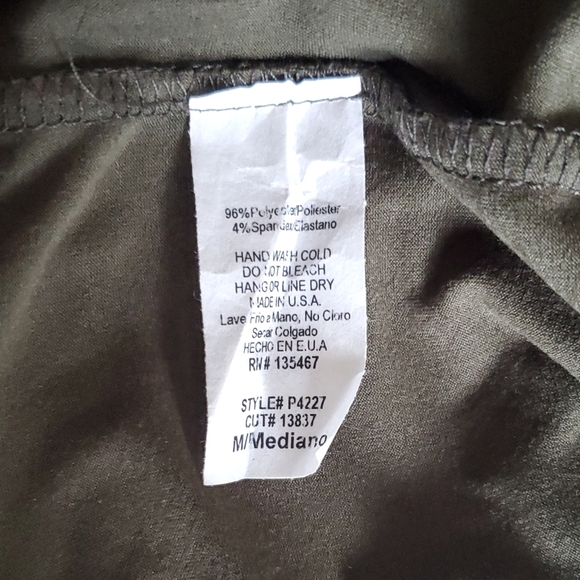 96%Polyester/Poliester
4%Spandex/Elastano
HAND WASH COLD
DO NOT BLEACH
HANG OR LINE DRY
MADE IN U.S.A.
Lave Frio a Mano, No Cloro
Secar Colgado
HECHO EN E.U.A
RN# 135467
STYLE# P4227
CUT# 13837
M/Mediano